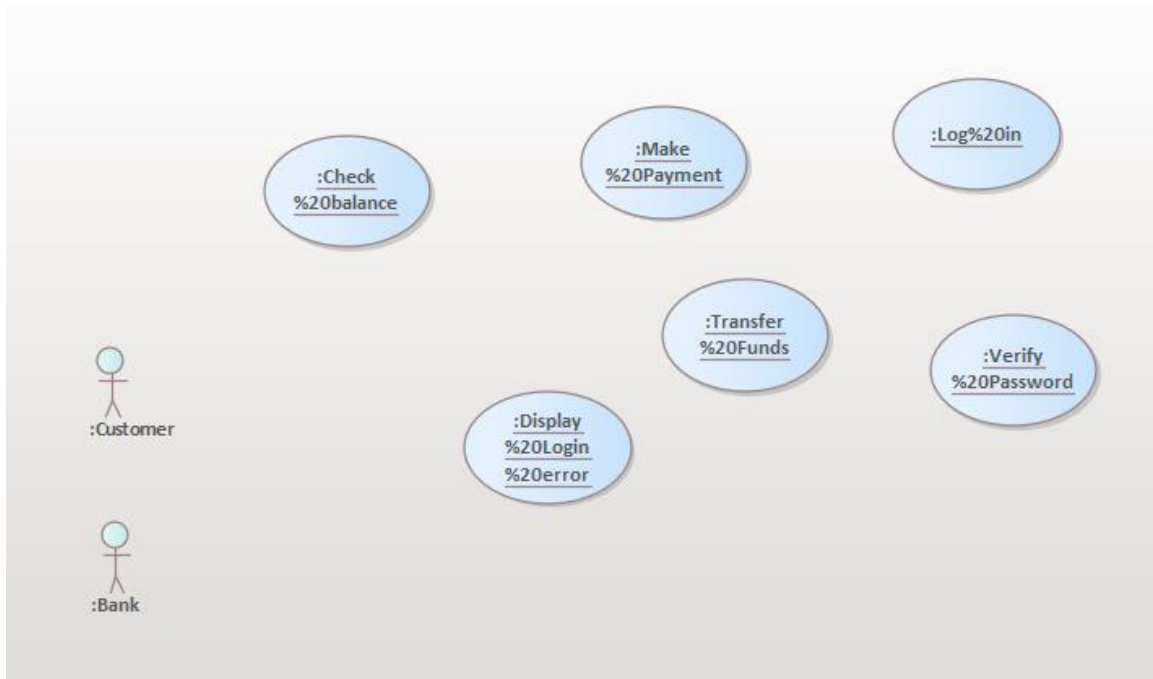 :Check
%20balance
:Make
%20Payment
:Log%20in
:Transfer
%20Funds
:Verify
%20Password
:Customer
:Display
%20Login
%20error
:Bank